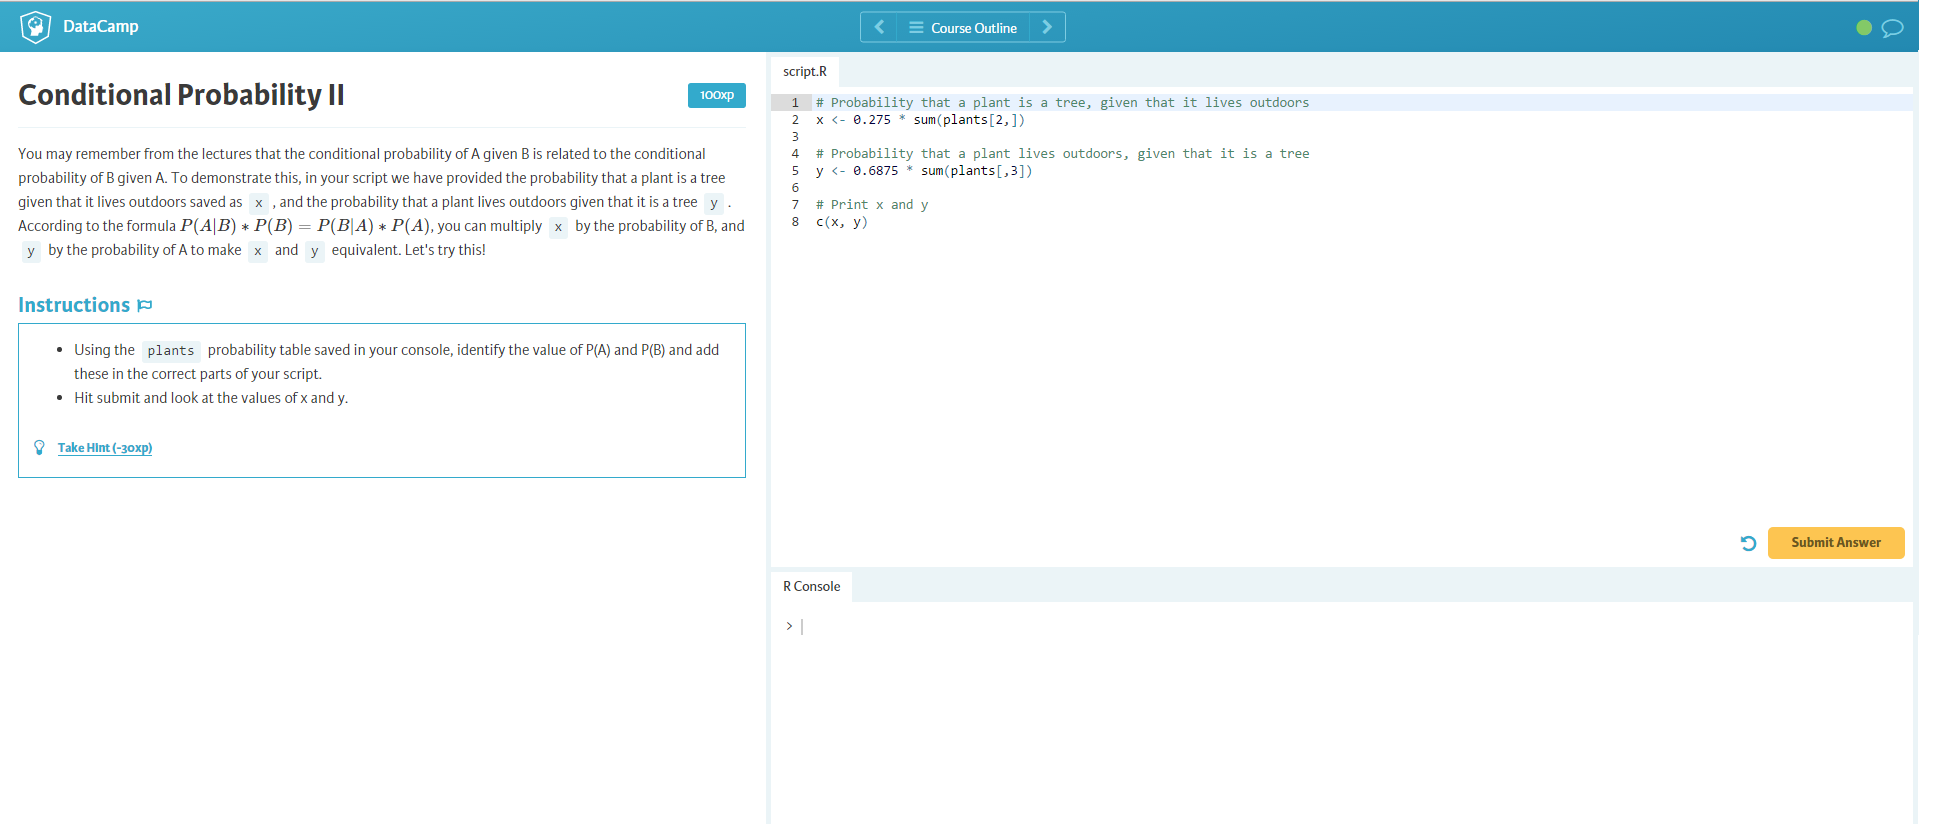 DataCamp
Course Outline
Conditional Probability II
100xp
You may remember from the lectures that the conditional probability of A given B is related to the conditional
probability of B given A. To demonstrate this, in your script we have provided the probability that a plant is a tree
given that it lives outdoors saved as x , and the probability that a plant lives outdoors given that it is a tree y .
According to the formula P(A|B) ∗ P(B) = P(B|A) ∗ P(A), you can multiply x by the probability of B, and
y by the probability of A to make x and y equivalent. Let's try this!
Instructions
• Using the plants probability table saved in your console, identify the value of P(A) and P(B) and add
these in the correct parts of your script.
• Hit submit and look at the values of x and y.
Take Hint (-30xp)
script.R
1 # Probability that a plant is a tree, given that it lives outdoors
2 x <- 0.275 * sum(plants[2,])
3
4 # Probability that a plant lives outdoors, given that it is a tree
5 y <- 0.6875 * sum(plants[,3])
6
7 # Print x and y
8 c(x, y)
Submit Answer
R Console
>